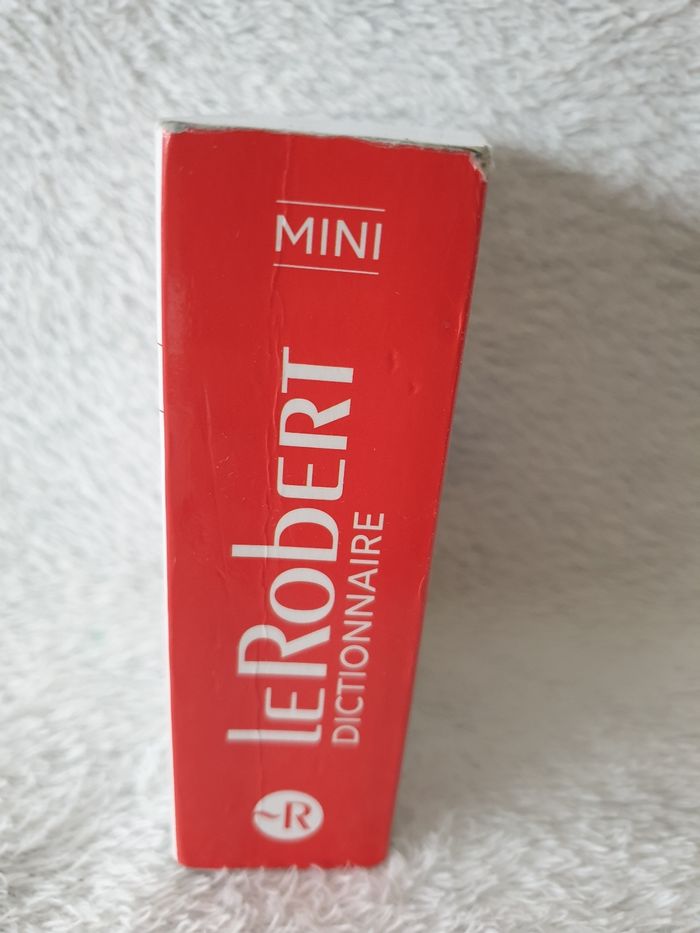 MINI
leRobert
DICTIONNAIRE
R